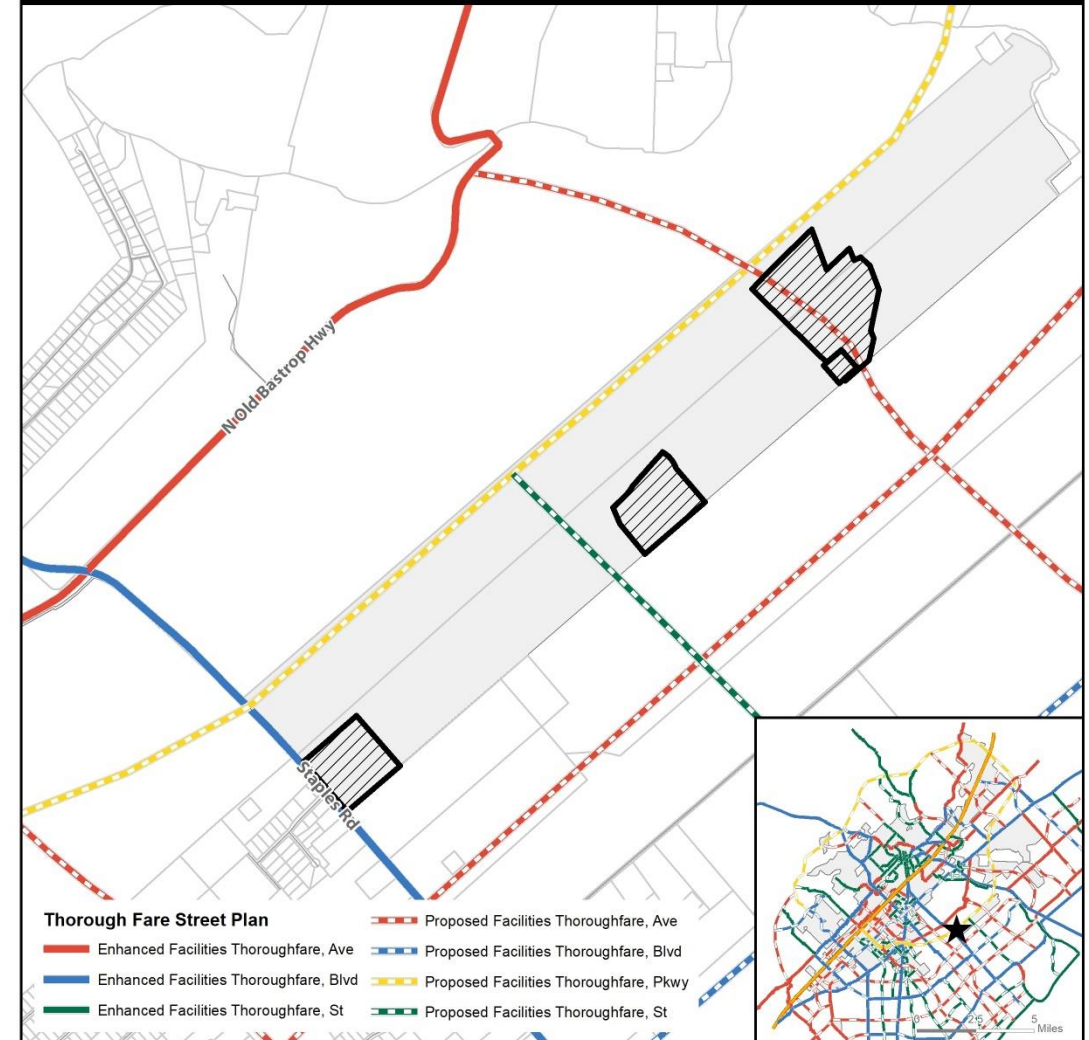 N Old Bastrop Hwy
Staples Rd
Thorough Fare Street Plan
Enhanced Facilities Thoroughfare, Ave
Enhanced Facilities Thoroughfare, Blvd
Enhanced Facilities Thoroughfare, St
Proposed Facilities Thoroughfare, Ave
Proposed Facilities Thoroughfare, Blvd
Proposed Facilities Thoroughfare, Pkwy
Proposed Facilities Thoroughfare, St
0 2.5 5
Miles